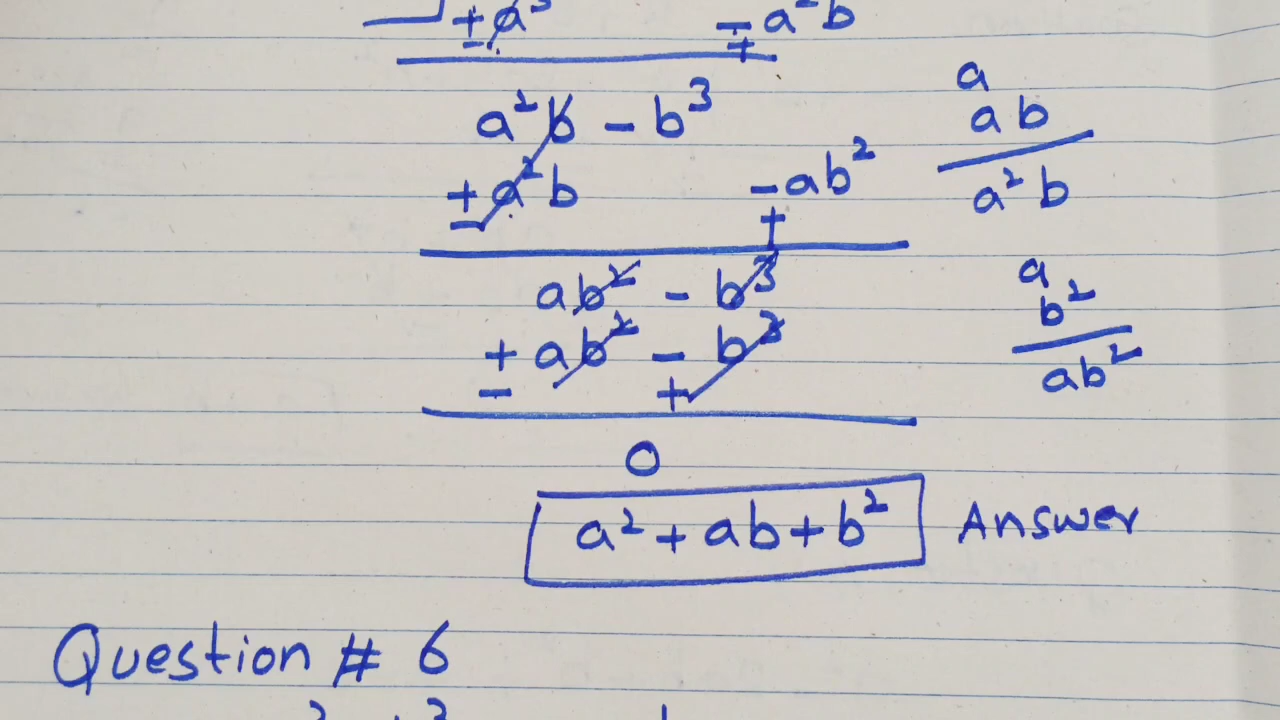 + a³ - a²b
- +
a²b - b³
+ a²b - ab²
- +
ab² - b³
+ ab² - b³
- +
0
a² + ab + b² Answer
a
ab
a²b
a
b²
ab²
Question # 6